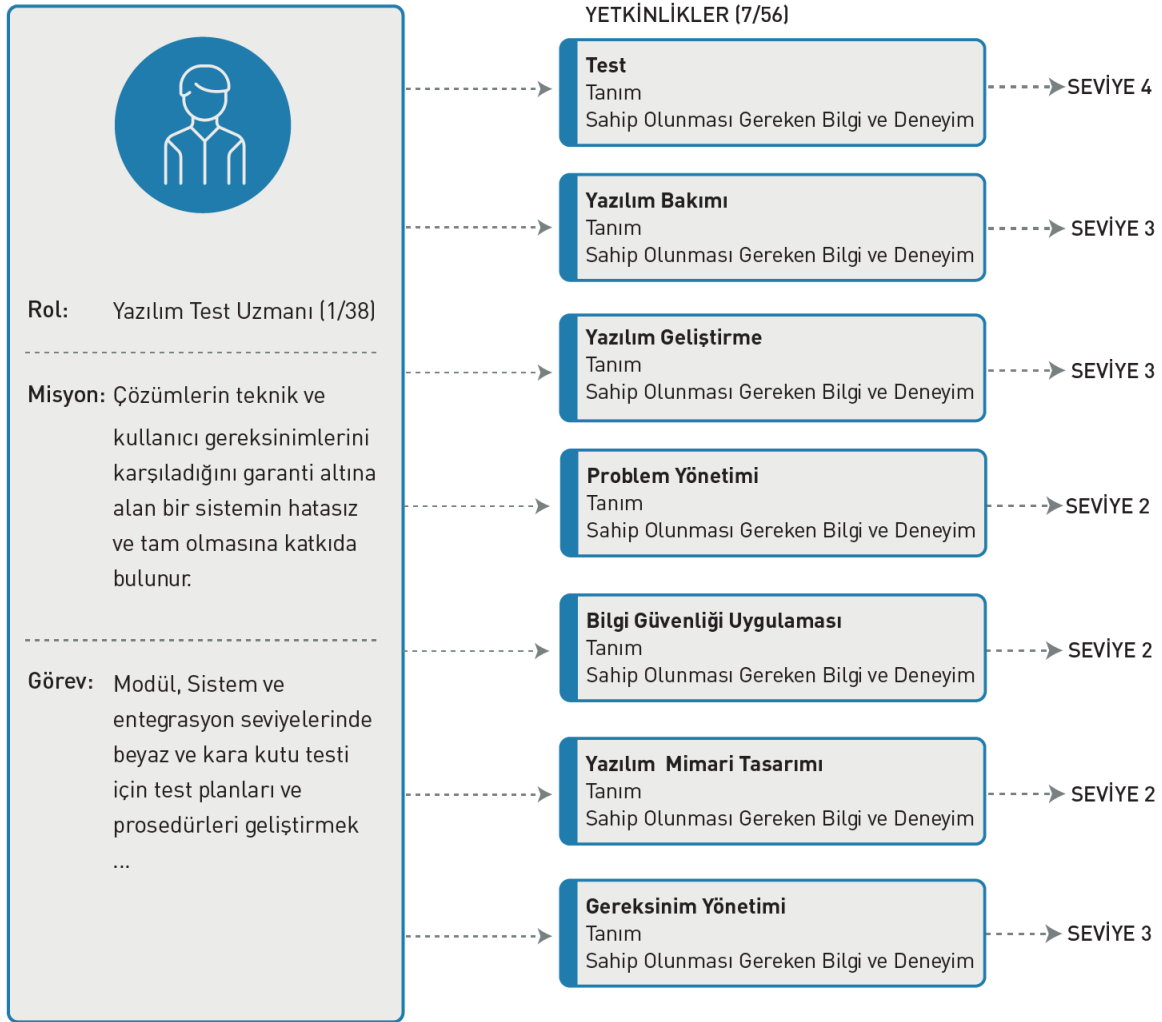 Rol: Yazılım Test Uzmanı (1/38)
Misyon: Çözümlerin teknik ve
kullanıcı gereksinimlerini
karşıladığını garanti altına
alan bir sistemin hatasız
ve tam olmasına katkıda
bulunur.
Görev: Modül, Sistem ve
entegrasyon seviyelerinde
beyaz ve kara kutu testi
için test planları ve
prosedürleri geliştirmek
...
YETKİNLİKLER (7/56)
Test
Tanım
Sahip Olunması Gereken Bilgi ve Deneyim
SEVİYE 4
Yazılım Bakımı
Tanım
Sahip Olunması Gereken Bilgi ve Deneyim
SEVİYE 3
Yazılım Geliştirme
Tanım
Sahip Olunması Gereken Bilgi ve Deneyim
SEVİYE 3
Problem Yönetimi
Tanım
Sahip Olunması Gereken Bilgi ve Deneyim
SEVİYE 2
Bilgi Güvenliği Uygulaması
Tanım
Sahip Olunması Gereken Bilgi ve Deneyim
SEVİYE 2
Yazılım Mimari Tasarımı
Tanım
Sahip Olunması Gereken Bilgi ve Deneyim
SEVİYE 2
Gereksinim Yönetimi
Tanım
Sahip Olunması Gereken Bilgi ve Deneyim
SEVİYE 3